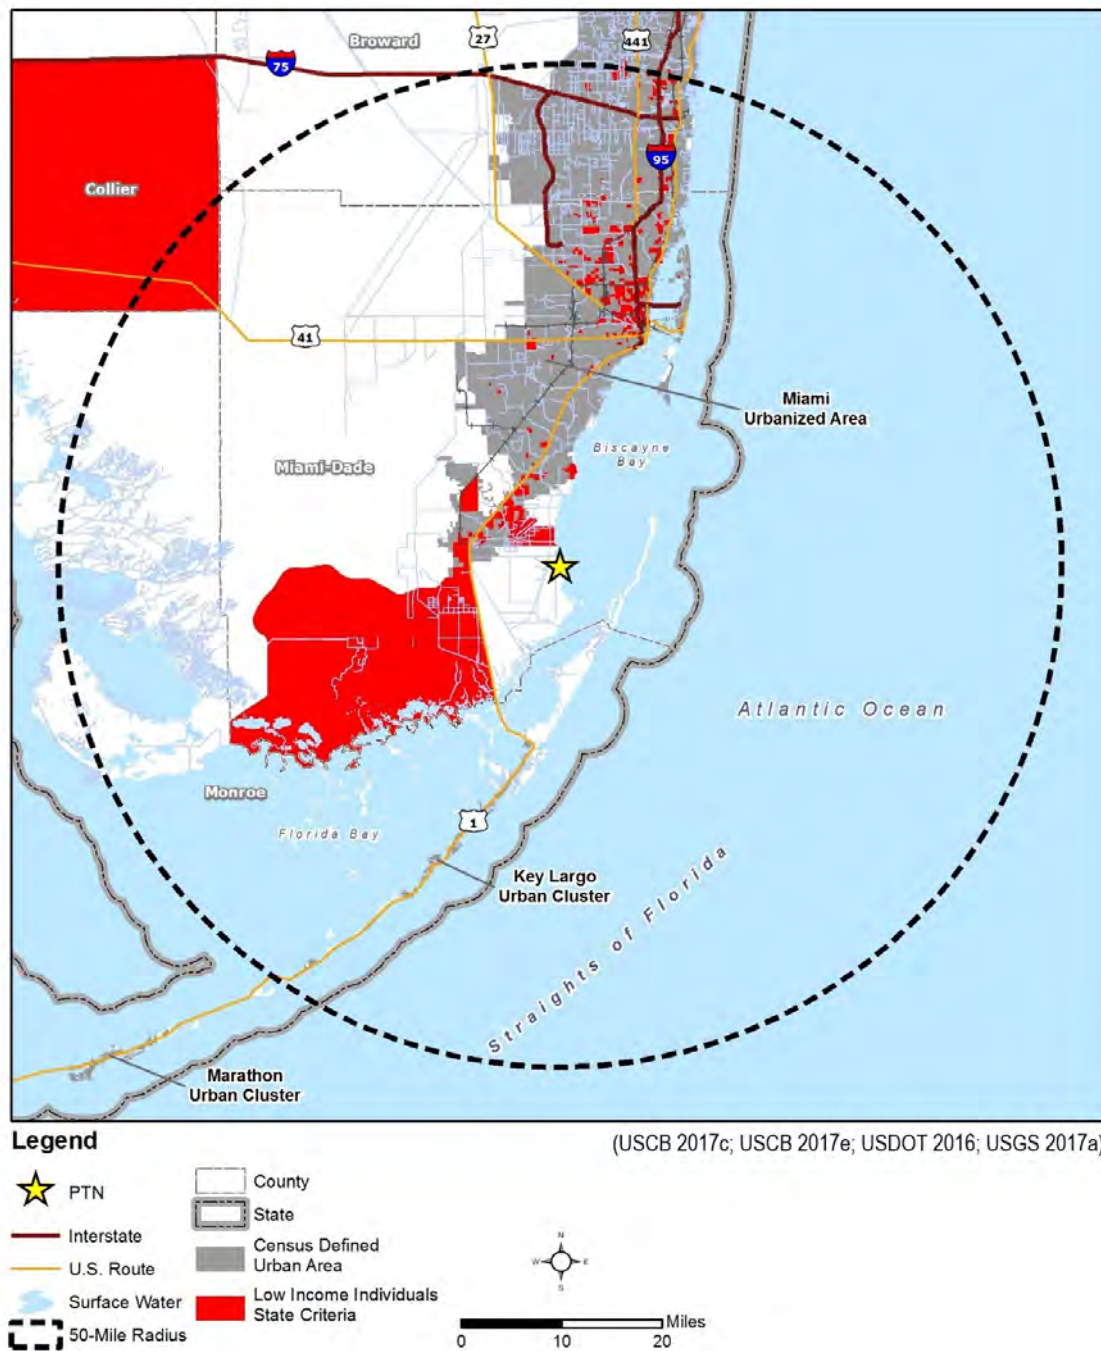 Broward
27
441
75
95
Collier
41
Miami
Urbanized Area
Biscayne
Bay
Miami-Dade
Atlantic Ocean
Monroe
Florida Bay
1
Key Largo
Urban Cluster
Straights of Florida
Marathon
Urban Cluster
Legend
(USCB 2017c; USCB 2017e; USDOT 2016; USGS 2017a)
PTN
Interstate
U.S. Route
Surface Water
50-Mile Radius
County
State
Census Defined
Urban Area
Low Income Individuals
State Criteria
N
W E
S
Miles
0 10 20